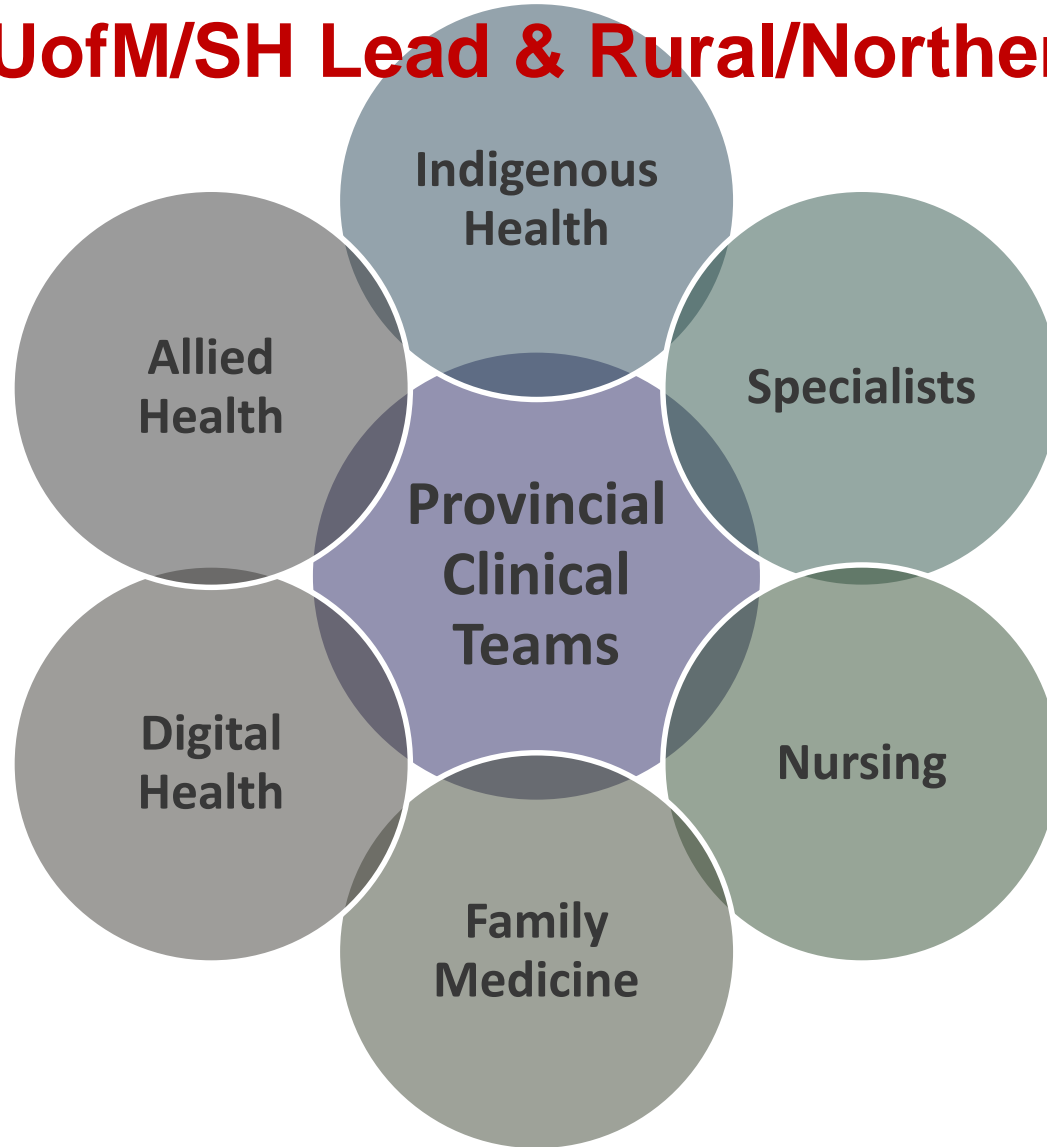 UofM/SH Lead & Rural/Norther
Indigenous
Health
Allied
Health
Specialists
Provincial
Clinical
Teams
Digital
Health
Nursing
Family
Medicine